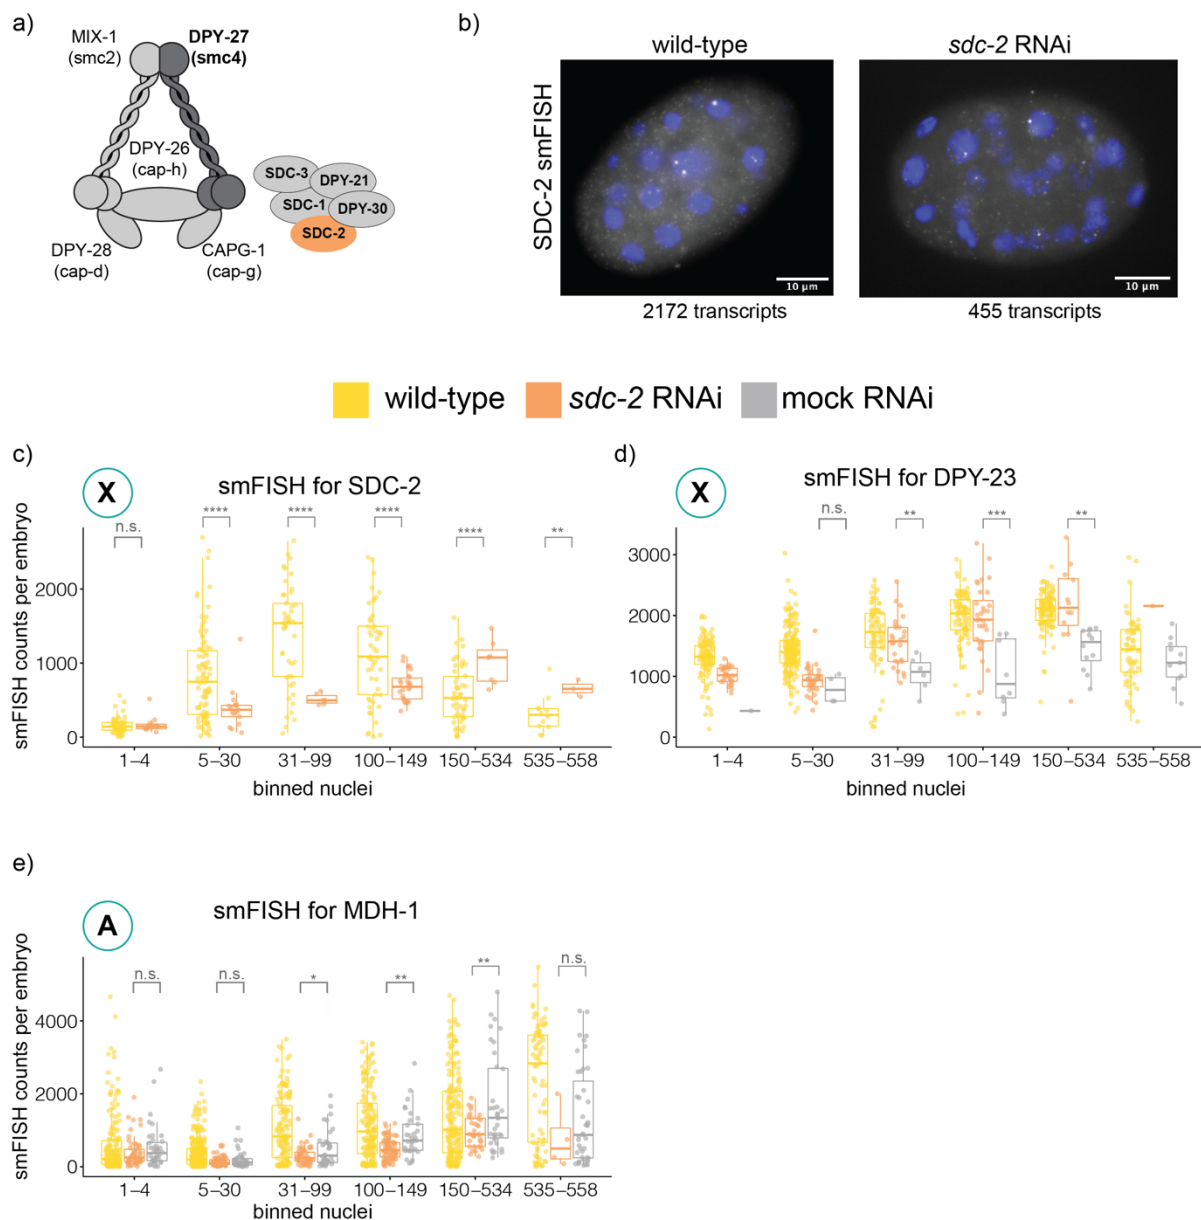 a)
MIX-1
(smc2)
DPY-27
(smc4)
DPY-26
(cap-h)
SDC-3
DPY-21
SDC-1
DPY-30
SDC-2
DPY-28
(cap-d)
CAPG-1
(cap-g)
b)
wild-type
sdc-2 RNAi
SDC-2 smFISH
10 µm
10 µm
2172 transcripts
455 transcripts
wild-type
sdc-2 RNAi
mock RNAi
c)
X
smFISH for SDC-2
n.s.
****
****
****
****
**
smFISH counts per embryo
2000
1000
0
1–4
5–30
31–99
100–149
150–534
535–558
binned nuclei
d)
X
smFISH for DPY-23
n.s.
**
***
**
3000
2000
1000
0
1–4
5–30
31–99
100–149
150–534
535–558
binned nuclei
e)
A
smFISH for MDH-1
n.s.
n.s.
*
**
**
n.s.
smFISH counts per embryo
4000
2000
0
1–4
5–30
31–99
100–149
150–534
535–558
binned nuclei